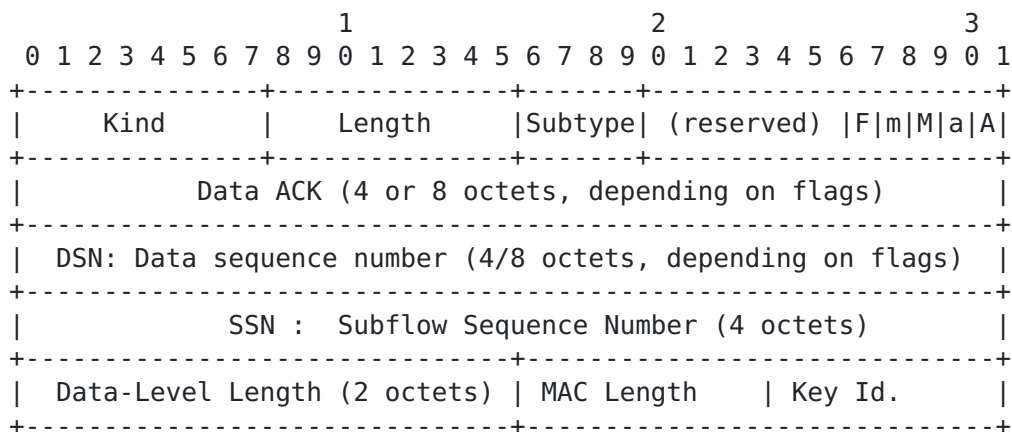 1                   2                   3
 0 1 2 3 4 5 6 7 8 9 0 1 2 3 4 5 6 7 8 9 0 1 2 3 4 5 6 7 8 9 0 1
+---------------+---------------+-------+----------------------+
|     Kind      |    Length     |Subtype| (reserved) |F|m|M|a|A|
+---------------+---------------+-------+----------------------+
|           Data ACK (4 or 8 octets, depending on flags)       |
+--------------------------------------------------------------+
|  DSN: Data sequence number (4/8 octets, depending on flags)  |
+--------------------------------------------------------------+
|             SSN :  Subflow Sequence Number (4 octets)        |
+-------------------------------+------------------------------+
|  Data-Level Length (2 octets) | MAC Length    | Key Id.      |
+-------------------------------+------------------------------+